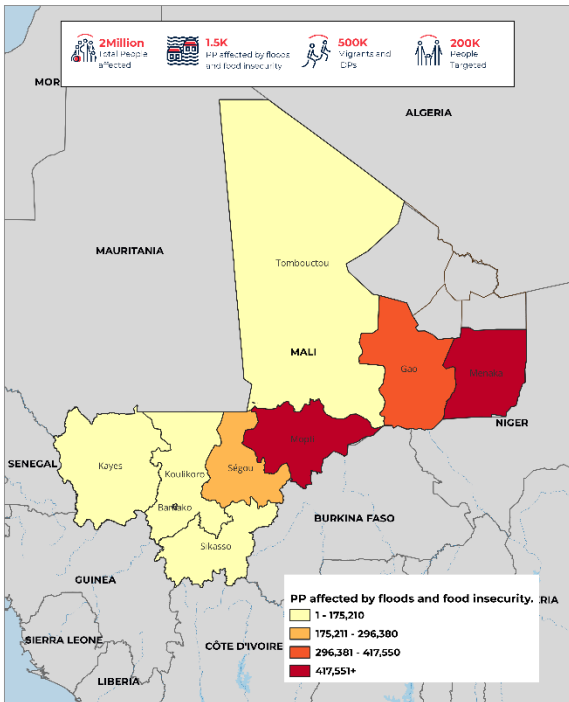 2Million
Total People
affected
1.5K
PP affected by floods
and food insecurity
500K
Migrants and
DPs
200K
People
Targeted
MOR
ALGERIA
MAURITANIA
Tombouctou
MALI
Gao
NIGER
SENEGAL
Kayes
Koulikoro
Ségou
Bamako
BURKINA FASO
Sikasso
GUINEA
PP affected by floods and food insecurity.
1 - 175,210
175,211 - 296,380
296,381 - 417,550
417,551+
ERIA
SIERRA LEONE
CÔTE D'IVOIRE
LIBERIA